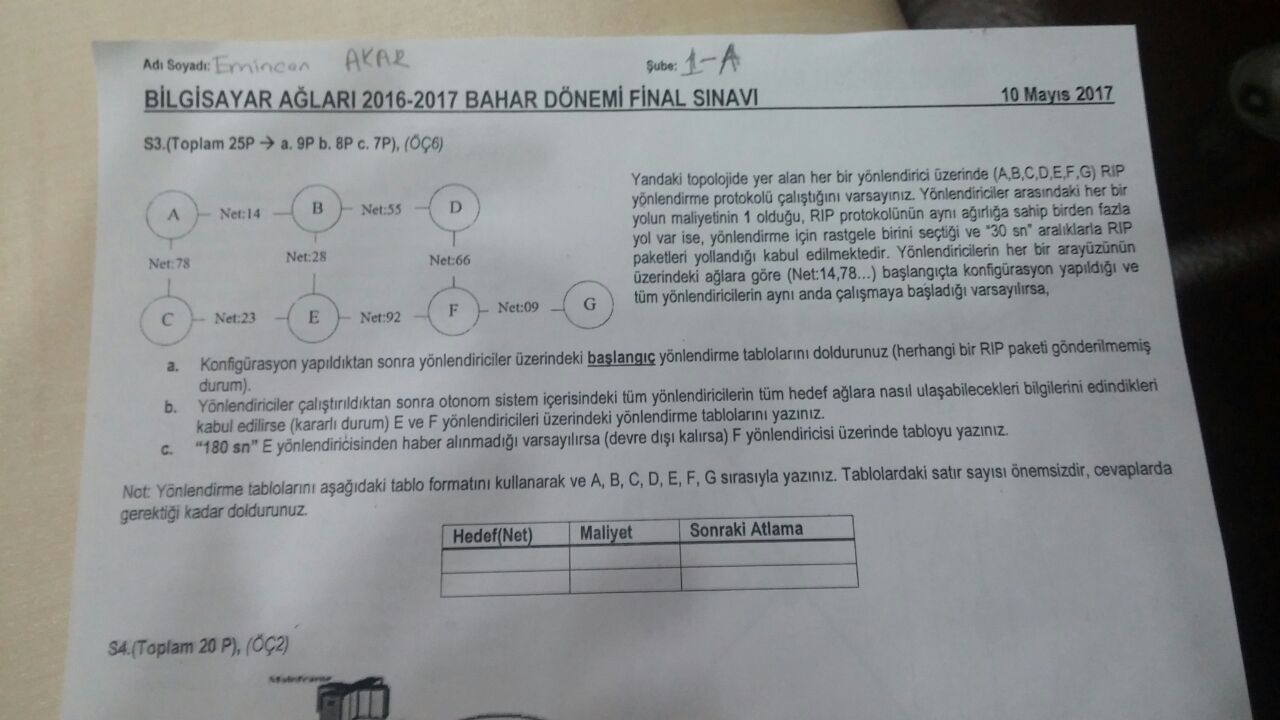 Adı Soyadı: Emincan AKAR Şube: 1-A
BİLGİSAYAR AĞLARI 2016-2017 BAHAR DÖNEMİ FİNAL SINAVI 10 Mayıs 2017
S3.(Toplam 25P → a. 9P b. 8P c. 7P), (ÖÇ6)
A Net:14 B Net:55 D
Net:78 Net:28 Net:66
C Net:23 E Net:92 F Net:09 G
Yandaki topolojide yer alan her bir yönlendirici üzerinde (A,B,C,D,E,F,G) RIP
yönlendirme protokolü çalıştığını varsayınız. Yönlendiriciler arasındaki her bir
yolun maliyetinin 1 olduğu, RIP protokolünün aynı ağırlığa sahip birden fazla
yol var ise, yönlendirme için rastgele birini seçtiği ve "30 sn" aralıklarla RIP
paketleri yollandığı kabul edilmektedir. Yönlendiricilerin her bir arayüzünün
üzerindeki ağlara göre (Net:14,78...) başlangıçta konfigürasyon yapıldığı ve
tüm yönlendiricilerin aynı anda çalışmaya başladığı varsayılırsa,
a. Konfigürasyon yapıldıktan sonra yönlendiriciler üzerindeki başlangıç yönlendirme tablolarını doldurunuz (herhangi bir RIP paketi gönderilmemiş
durum).
b. Yönlendiriciler çalıştırıldıktan sonra otonom sistem içerisindeki tüm yönlendiricilerin tüm hedef ağlara nasıl ulaşabilecekleri bilgilerini edindikleri
kabul edilirse (kararlı durum) E ve F yönlendiricileri üzerindeki yönlendirme tablolarını yazınız.
c. "180 sn" E yönlendiricisinden haber alınmadığı varsayılırsa (devre dışı kalırsa) F yönlendiricisi üzerinde tabloyu yazınız.
Not: Yönlendirme tablolarını aşağıdaki tablo formatını kullanarak ve A, B, C, D, E, F, G sırasıyla yazınız. Tablolardaki satır sayısı önemsizdir, cevaplarda
gerektiği kadar doldurunuz.
Hedef(Net) Maliyet Sonraki Atlama
S4.(Toplam 20 P), (ÖÇ2)
Mainframe